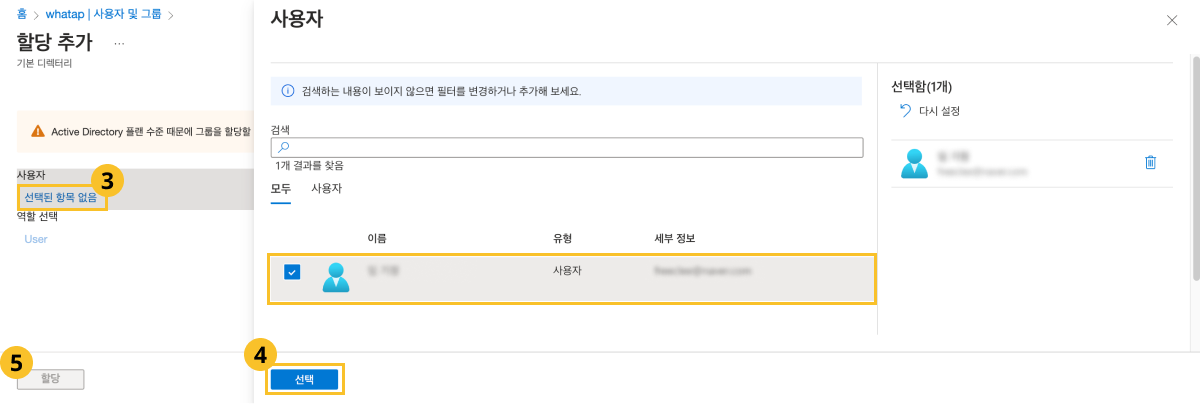 홈 > whatap | 사용자 및 그룹 >
할당 추가 ...
기본 디렉터리
Active Directory 플랜 수준 때문에 그룹을 할당할
사용자
3
선택된 항목 없음
역할 선택
User
5
할당
사용자
검색하는 내용이 보이지 않으면 필터를 변경하거나 추가해 보세요.
검색
1개 결과를 찾음
모두 사용자
이름 유형 세부 정보
사용자
4
선택
선택함(1개)
다시 설정